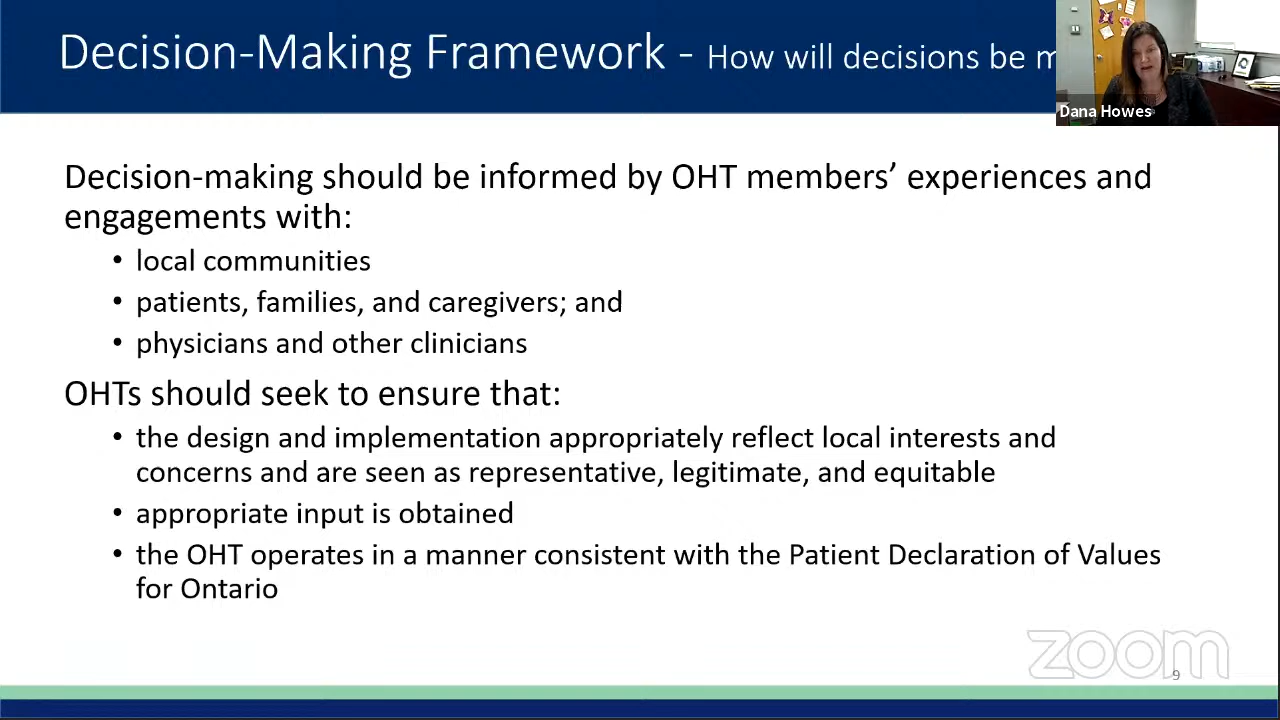 Decision-Making Framework - How will decisions be m
Dana Howes
Decision-making should be informed by OHT members’ experiences and
engagements with:
• local communities
• patients, families, and caregivers; and
• physicians and other clinicians
OHTs should seek to ensure that:
• the design and implementation appropriately reflect local interests and
concerns and are seen as representative, legitimate, and equitable
• appropriate input is obtained
• the OHT operates in a manner consistent with the Patient Declaration of Values
for Ontario
zoom
9